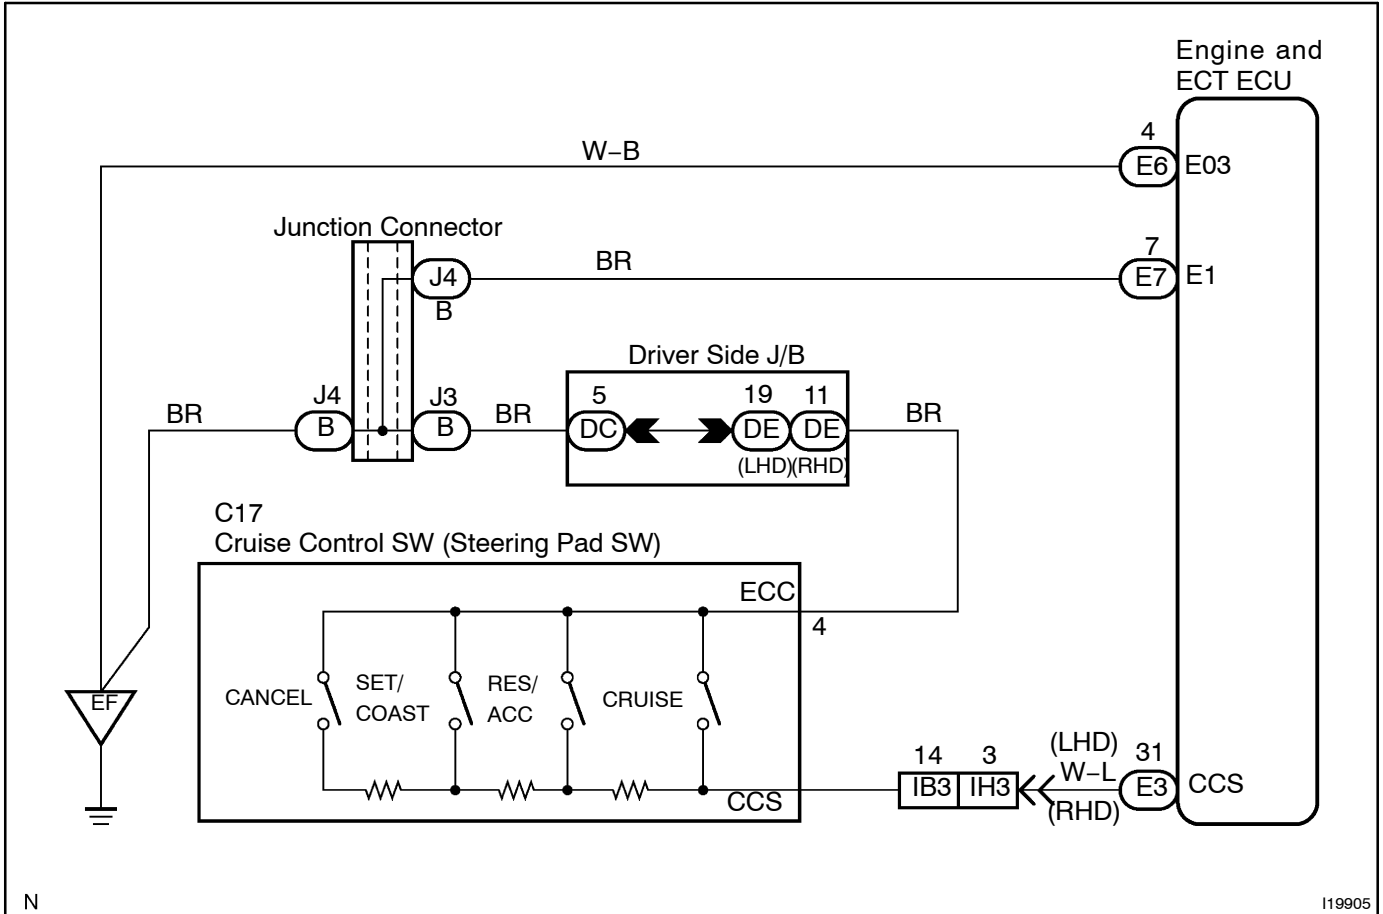 Engine and
ECT ECU
4
W–B
E6 E03
Junction Connector
7
BR
J4
E7 E1
B
Driver Side J/B
J4
J3
5
19
11
BR
B
B
BR
DC
DE
DE
BR
(LHD)(RHD)
C17
Cruise Control SW (Steering Pad SW)
ECC
4
CANCEL
SET/
COAST
RES/
ACC
CRUISE
EF
(LHD)
14
3
31
W–L
IB3
IH3
E3
CCS
CCS
(RHD)
N
I19905